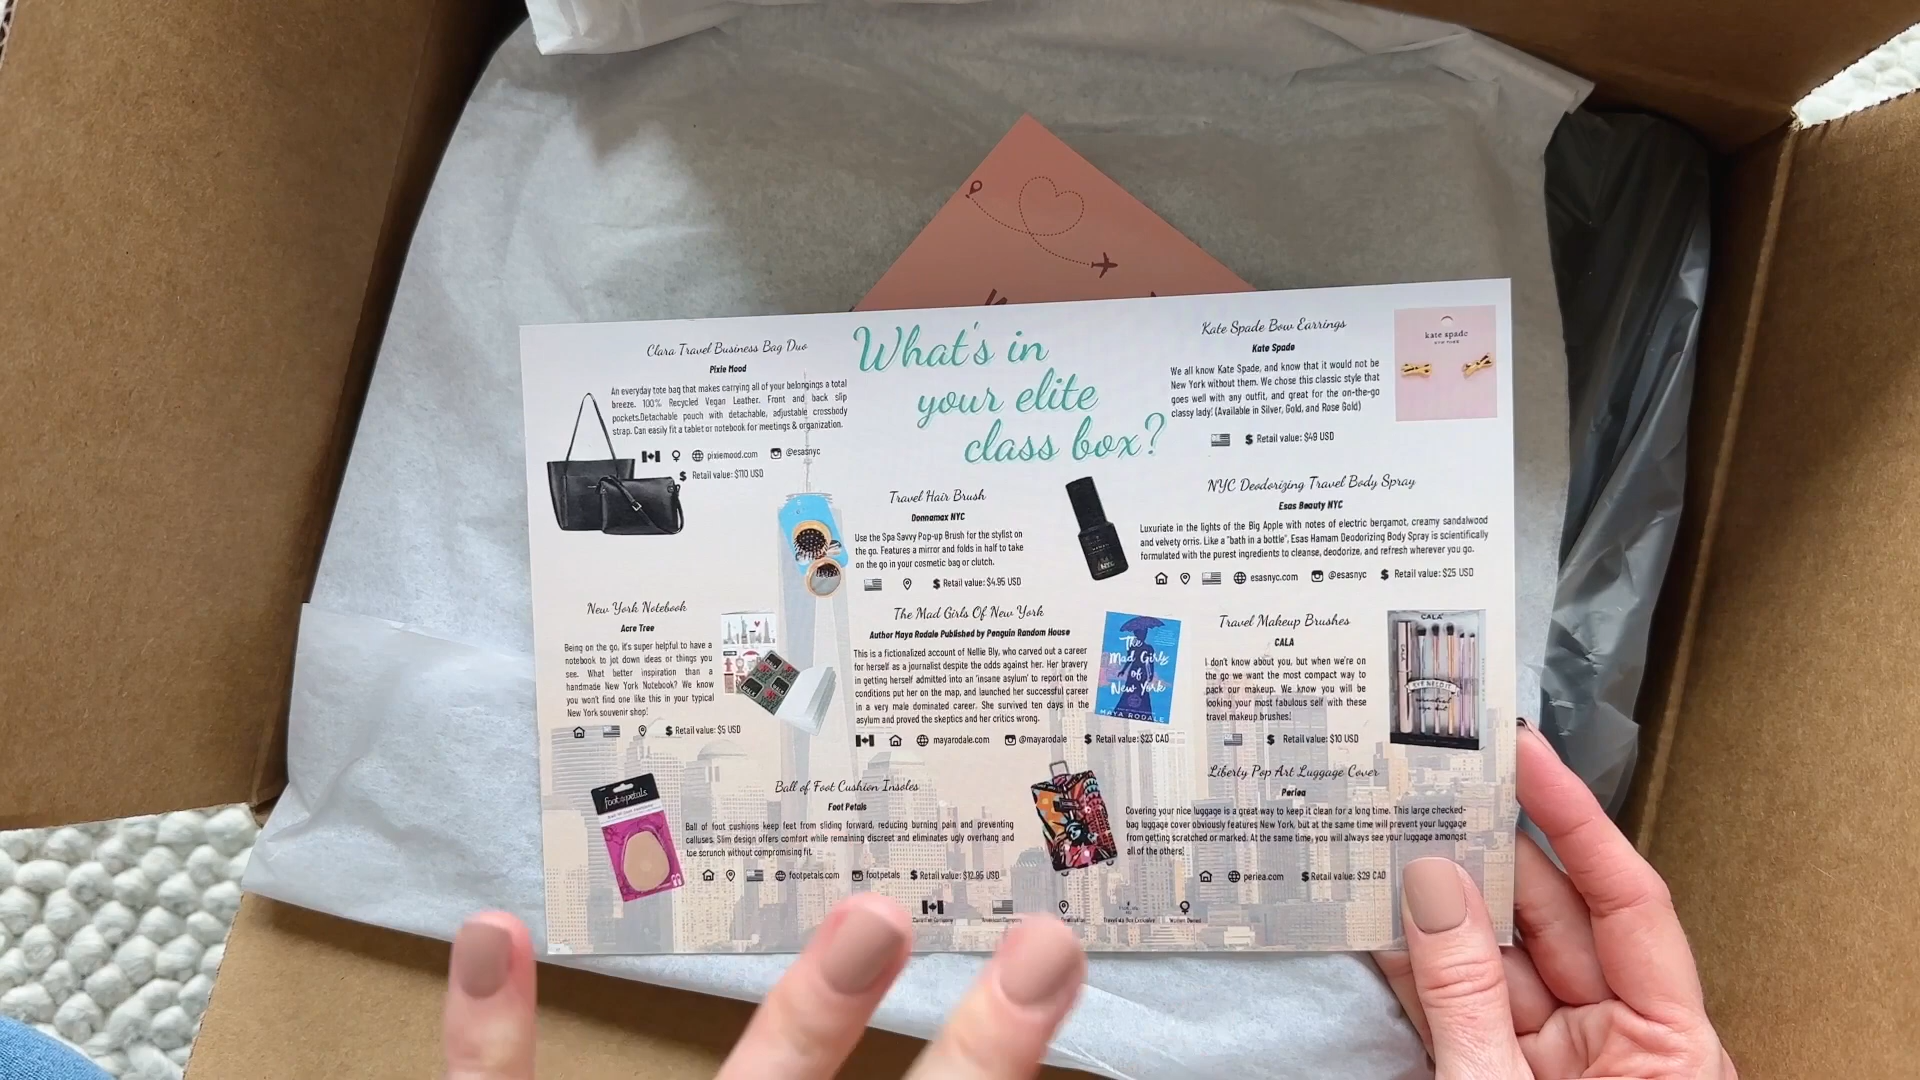 What's in
your elite
class box?
Clara Travel Business Bag Duo
Pixie Mood
An everyday tote bag that makes carrying all of your belongings a total
breeze. 100% Recycled Vegan Leather. Front and back slip
pockets.Detachable pouch with detachable, adjustable crossbody
strap. Can easily fit a tablet or notebook for meetings & organization.
pixiemood.com @esasnyc
$ Retail value: $110 USD
Kate Spade Bow Earrings
Kate Spade
We all know Kate Spade, and know that it would not be
New York without them. We chose this classic style that
goes well with any outfit, and great for the on-the-go
classy lady! (Available in Silver, Gold, and Rose Gold)
$ Retail value: $49 USD
kate spade
NEW YORK
Travel Hair Brush
Donnamax NYC
Use the Spa Savvy Pop-up Brush for the stylist on
the go. Features a mirror and folds in half to take
on the go in your cosmetic bag or clutch.
$ Retail value: $4.95 USD
NYC Deodorizing Travel Body Spray
Esas Beauty NYC
Luxuriate in the lights of the Big Apple with notes of electric bergamot, creamy sandalwood
and velvety orris. Like a "bath in a bottle", Esas Hamam Deodorizing Body Spray is scientifically
formulated with the purest ingredients to cleanse, deodorize, and refresh wherever you go.
esasnyc.com @esasnyc $ Retail value: $25 USD
NYC
New York Notebook
Acre Tree
Being on the go, it's super helpful to have a
notebook to jot down ideas or things you
see. What better inspiration than a
handmade New York Notebook? We know
you won't find one like this in your typical
New York souvenir shop!
$ Retail value: $5 USD
The Mad Girls Of New York
Author Maya Rodale Published by Penguin Random House
This is a fictionalized account of Nellie Bly, who carved out a career
for herself as a journalist despite the odds against her. Her bravery
in getting herself admitted into an 'insane asylum' to report on the
conditions put her on the map, and launched her successful career
in a very male dominated career. She survived ten days in the
asylum and proved the skeptics and her critics wrong.
mayarodale.com @mayarodale $ Retail value: $23 CAD
The
Mad Girls
of
New York
MAYA RODALE
Travel Makeup Brushes
CALA
I don't know about you, but when we're on
the go we want the most compact way to
pack our makeup. We know you will be
looking your most fabulous self with these
travel makeup brushes!
$ Retail value: $10 USD
CALA
Ball of Foot Cushion Insoles
Foot Petals
Ball of foot cushions keep feet from sliding forward, reducing burning pain and preventing
calluses. Slim design offers comfort while remaining discreet and eliminates ugly overhang and
toe scrunch without compromising fit.
footpetals.com footpetals $ Retail value: $12.95 USD
foot petals
Liberty Pop Art Luggage Cover
Periea
Covering your nice luggage is a great way to keep it clean for a long time. This large checked-
bag luggage cover obviously features New York, but at the same time will prevent your luggage
from getting scratched or marked. At the same time, you will always see your luggage amongst
all of the others!
periea.com $ Retail value: $29 CAD
Women Owned